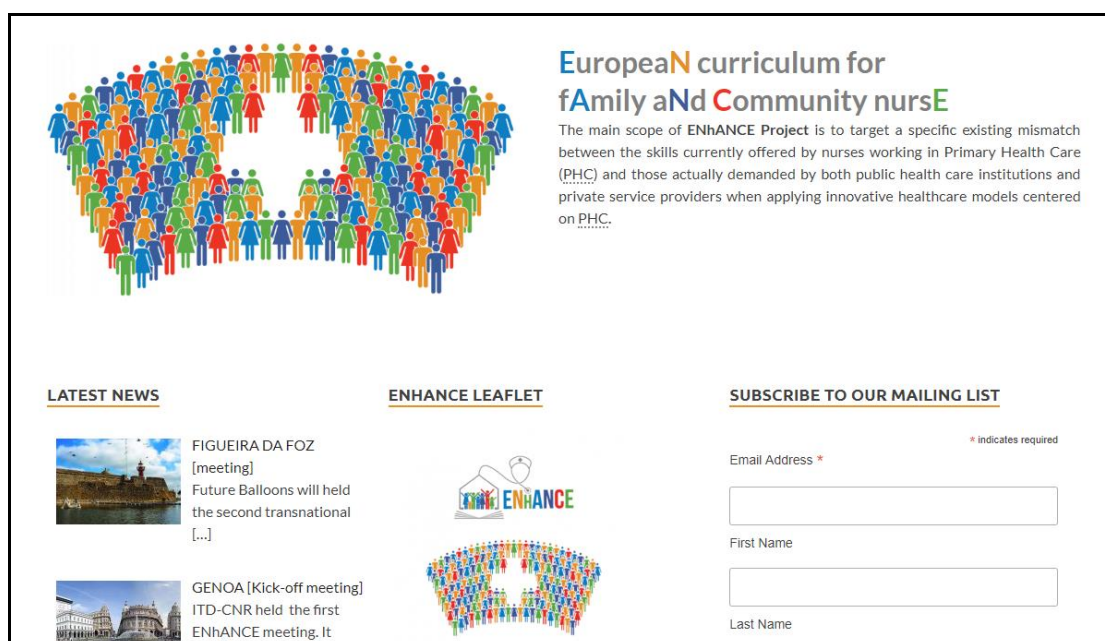 EuropeaN curriculum for
fAmily aNd Community nursE
The main scope of ENhANCE Project is to target a specific existing mismatch
between the skills currently offered by nurses working in Primary Health Care
(PHC) and those actually demanded by both public health care institutions and
private service providers when applying innovative healthcare models centered
on PHC.
LATEST NEWS
FIGUEIRA DA FOZ
[meeting]
Future Balloons will held
the second transnational
[...]
GENOA [Kick-off meeting]
ITD-CNR held the first
ENhANCE meeting. It
ENHANCE LEAFLET
ENHANCE
SUBSCRIBE TO OUR MAILING LIST
* indicates required
Email Address *
First Name
Last Name